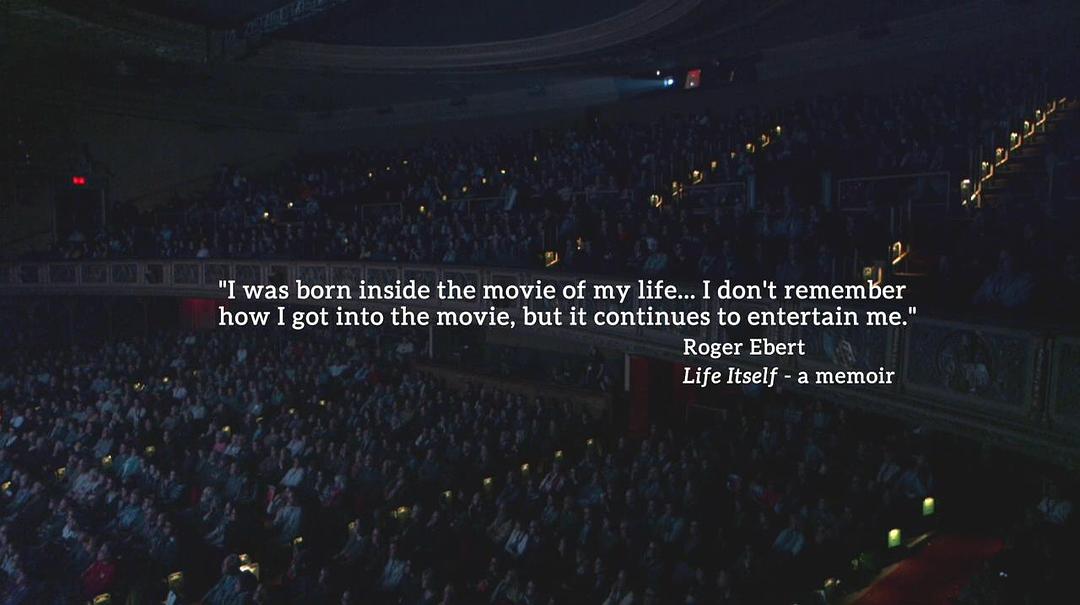 "I was born inside the movie of my life... I don't remember
how I got into the movie, but it continues to entertain me."
Roger Ebert
Life Itself - a memoir